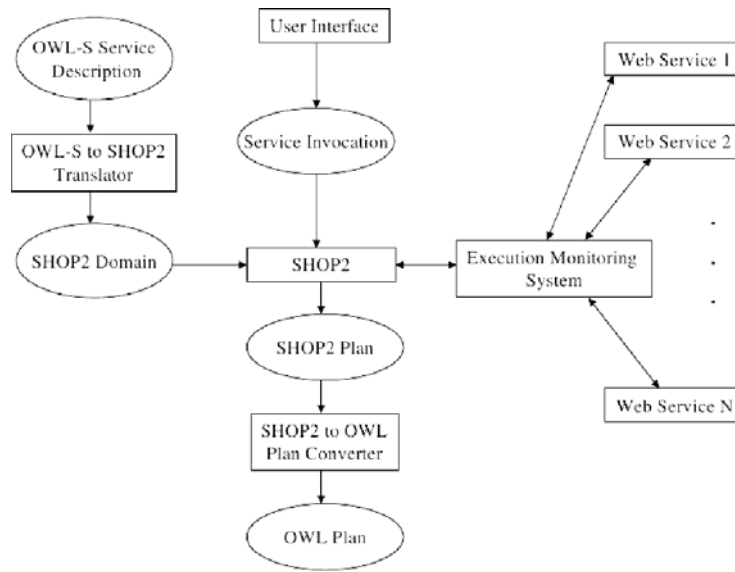 OWL-S Service
Description
User Interface
Web Service 1
Service Invocation
Web Service 2
OWL-S to SHOP2
Translator
SHOP2 Domain
SHOP2
Execution Monitoring
System
SHOP2 Plan
Web Service N
SHOP2 to OWL
Plan Converter
OWL Plan